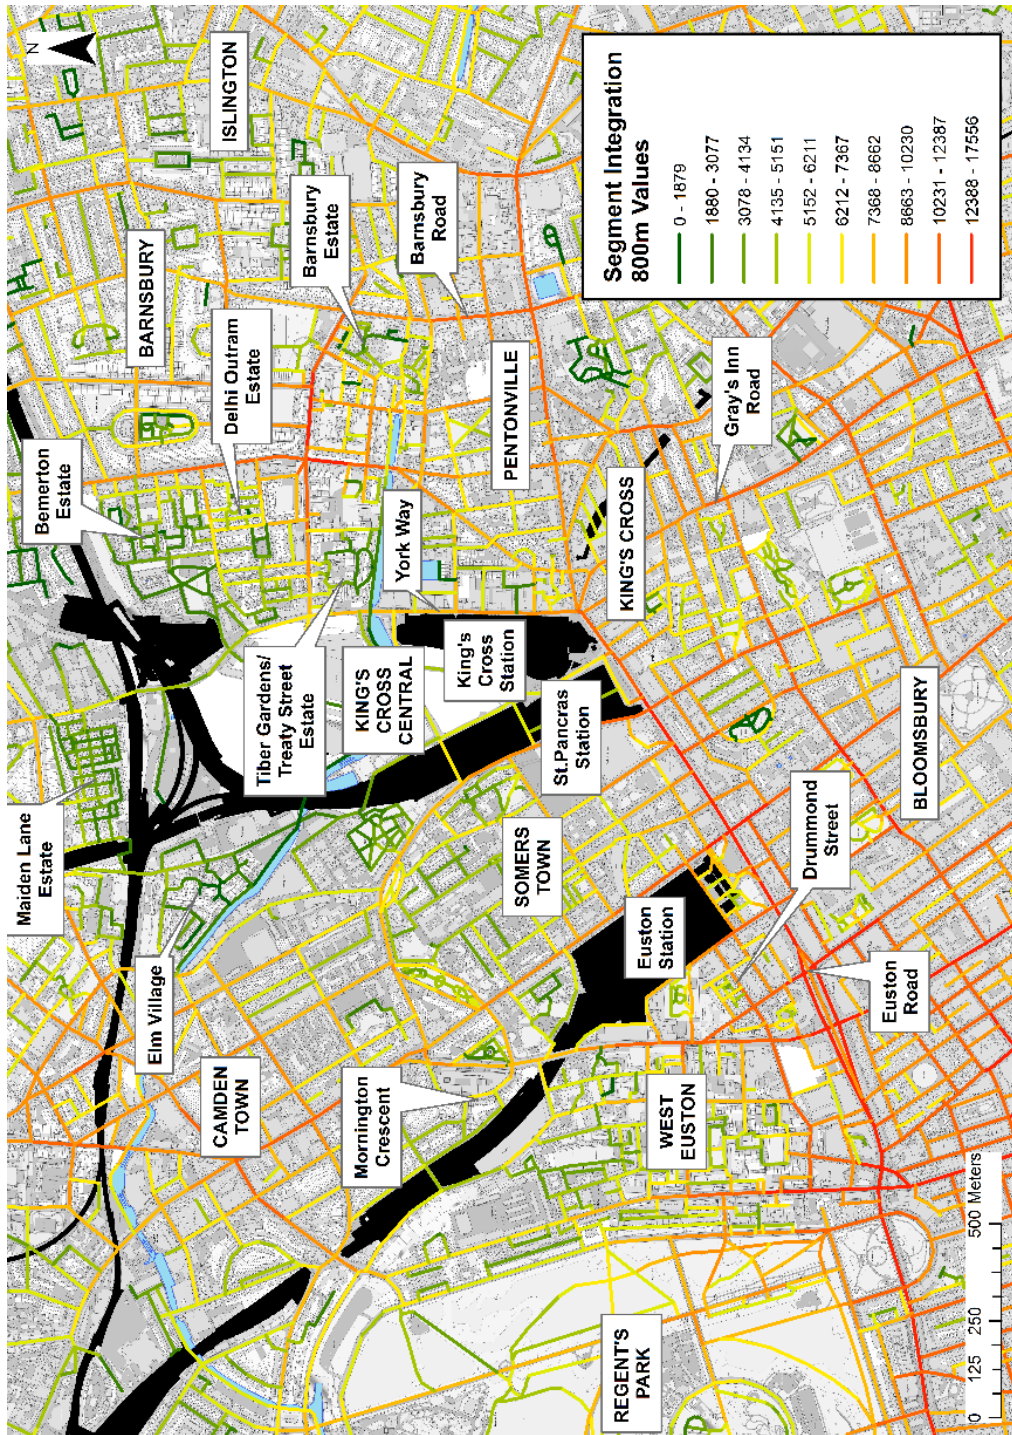 Maiden Lane
Estate
Bemerton
Estate
BARNSBURY
ISLINGTON
N
Elm Village
Delhi Outram
Estate
Barnsbury
Estate
CAMDEN
TOWN
Tiber Gardens/
Treaty Street
Estate
KING'S
CROSS
CENTRAL
York Way
Barnsbury
Road
Mornington
Crescent
King's
Cross
Station
PENTONVILLE
SOMERS
TOWN
St.Pancras
Station
KING'S CROSS
Euston
Station
WEST
EUSTON
Gray's Inn
Road
REGENT'S
PARK
Drummond
Street
Euston
Road
BLOOMSBURY
Segment Integration
800m Values
0 - 1879
1880 - 3077
3078 - 4134
4135 - 5151
5152 - 6211
6212 - 7367
7368 - 8662
8663 - 10230
10231 - 12387
12388 - 17556
0 125 250 500 Meters